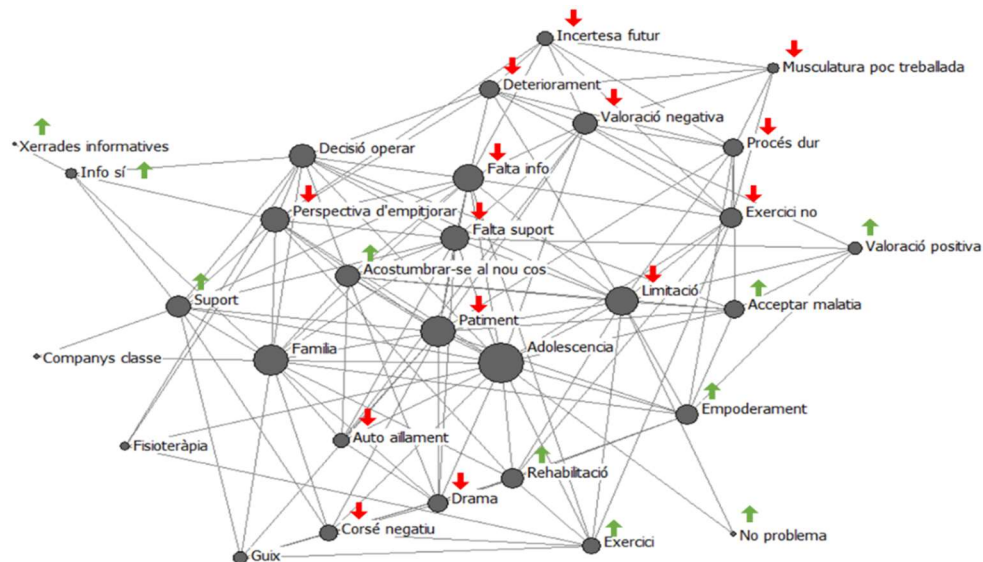 Incertesa futur
Musculatura poc treballada
Deteriorament
Valoració negativa
Procés dur
Xerrades informatives
Info sí
Decisió operar
Falta info
Perspectiva d'empitjorar
Falta suport
Exercici no
Valoració positiva
Acostumbrar-se al nou cos
Suport
Limitació
Acceptar malatia
Patiment
Adolescencia
Familia
Companys classe
Empoderament
Auto aillament
Fisioteràpia
Rehabilitació
Drama
Corsé negatiu
Exercici
No problema
Guix